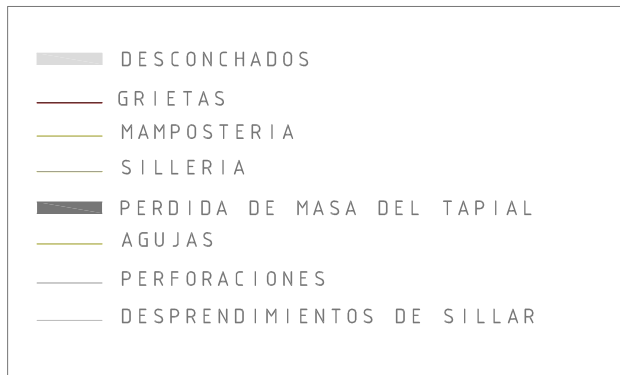 DESCONCHADOS
GRIETAS
MAMPOSTERIA
SILLERIA
PERDIDA DE MASA DEL TAPIAL
AGUJAS
PERFORACIONES
DESPRENDIMIENTOS DE SILLAR